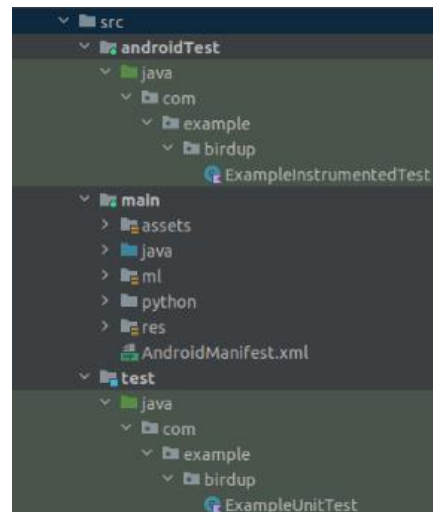 src
androidTest
java
com
example
birdup
ExampleInstrumentedTest
main
assets
java
ml
python
res
AndroidManifest.xml
test
java
com
example
birdup
ExampleUnitTest